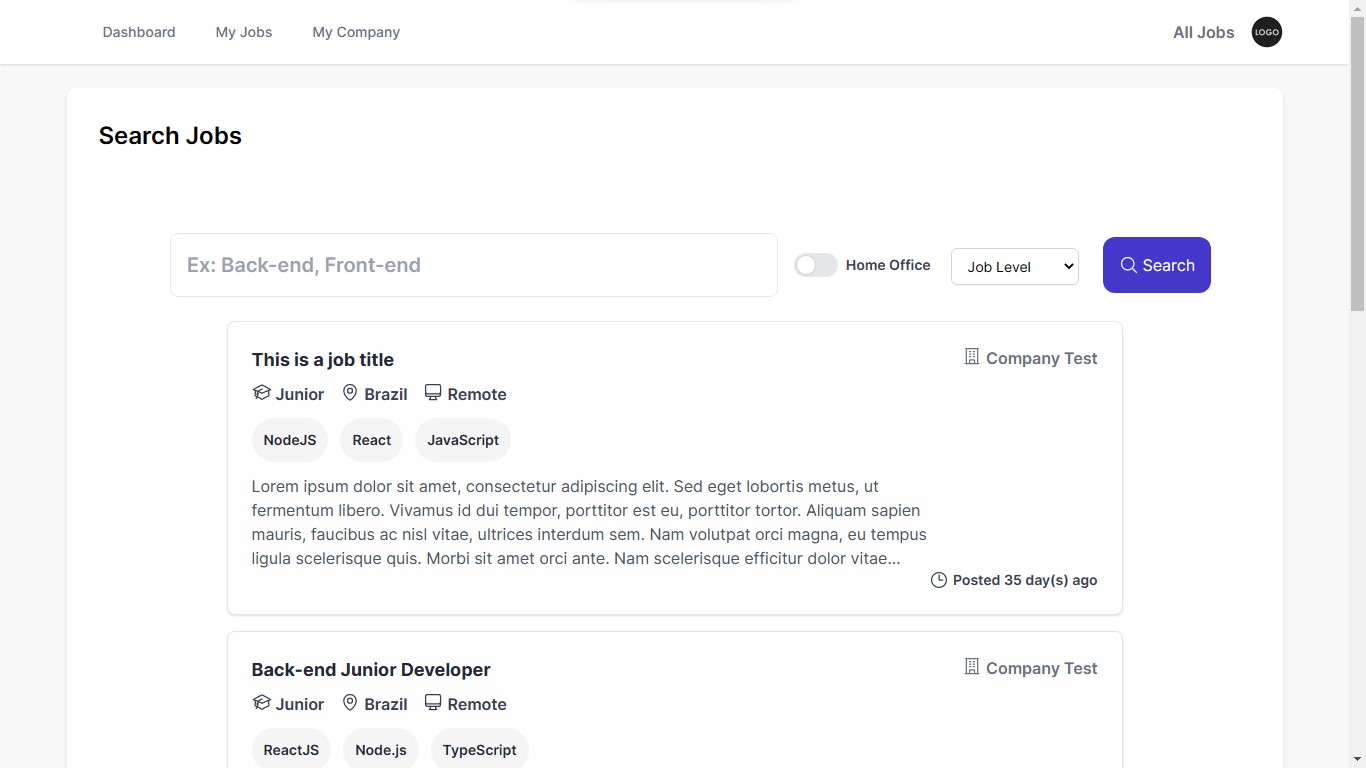 Dashboard My Jobs My Company All Jobs LOGO
Search Jobs
Ex: Back-end, Front-end Home Office Job Level Search
This is a job title Company Test
Junior Brazil Remote
NodeJS React JavaScript
Lorem ipsum dolor sit amet, consectetur adipiscing elit. Sed eget lobortis metus, ut
fermentum libero. Vivamus id dui tempor, porttitor est eu, porttitor tortor. Aliquam sapien
mauris, faucibus ac nisl vitae, ultrices interdum sem. Nam volutpat orci magna, eu tempus
ligula scelerisque quis. Morbi sit amet orci ante. Nam scelerisque efficitur dolor vitae...
Posted 35 day(s) ago
Back-end Junior Developer Company Test
Junior Brazil Remote
ReactJS Node.js TypeScript